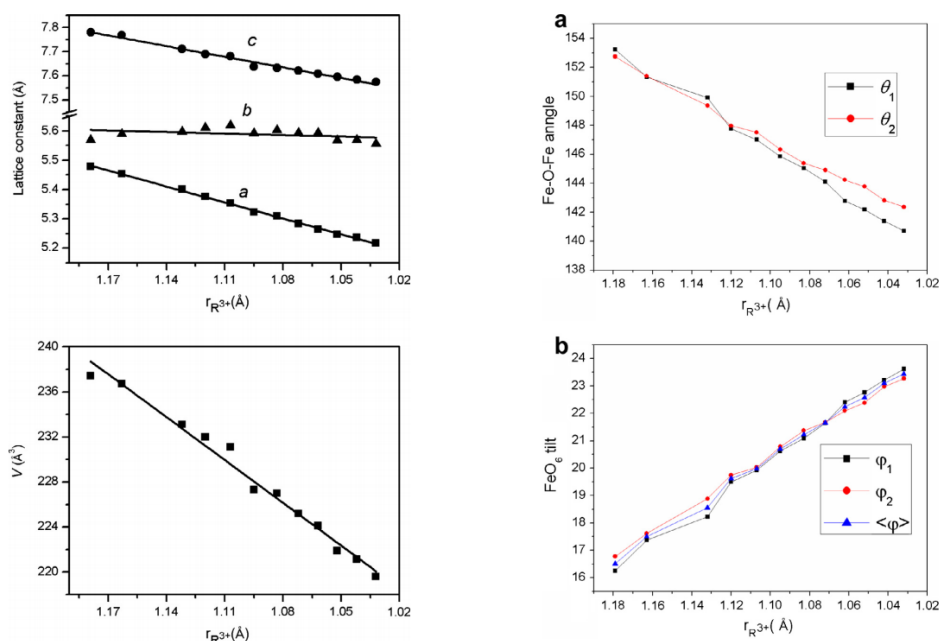 7.8
7.7
7.6
7.5
5.6
5.5
5.4
5.3
5.2
Lattice constant (Å)
c
b
a
1.17 1.14 1.11 1.08 1.05 1.02
r_R³⁺(Å)
a
154
152
150
148
146
144
142
140
138
Fe-O-Fe anngle
θ₁
θ₂
1.18 1.16 1.14 1.12 1.10 1.08 1.06 1.04 1.02
r_R³⁺( Å)
240
236
232
228
224
220
V (Å³)
1.17 1.14 1.11 1.08 1.05 1.02
r_R³⁺(Å)
b
24
23
22
21
20
19
18
17
16
FeO₆ tilt
φ₁
φ₂
<φ>
1.18 1.16 1.14 1.12 1.10 1.08 1.06 1.04 1.02
r_R³⁺( Å)